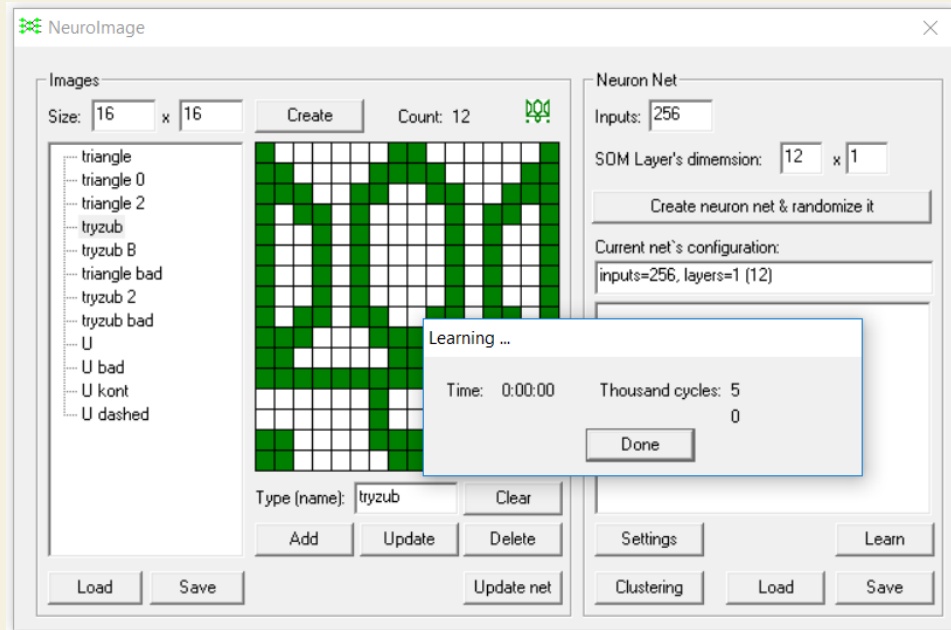 NeuroImage
Images
Size: 16 x 16 Create Count: 12
triangle
triangle 0
triangle 2
tryzub
tryzub B
triangle bad
tryzub 2
tryzub bad
U
U bad
U kont
U dashed
Type (name): tryzub Clear
Add Update Delete
Load Save Update net
Neuron Net
Inputs: 256
SOM Layer's dimemsion: 12 x 1
Create neuron net & randomize it
Current net`s configuration:
inputs=256, layers=1 (12)
Learning ...
Time: 0:00:00 Thousand cycles: 5
0
Done
Settings Learn
Clustering Load Save